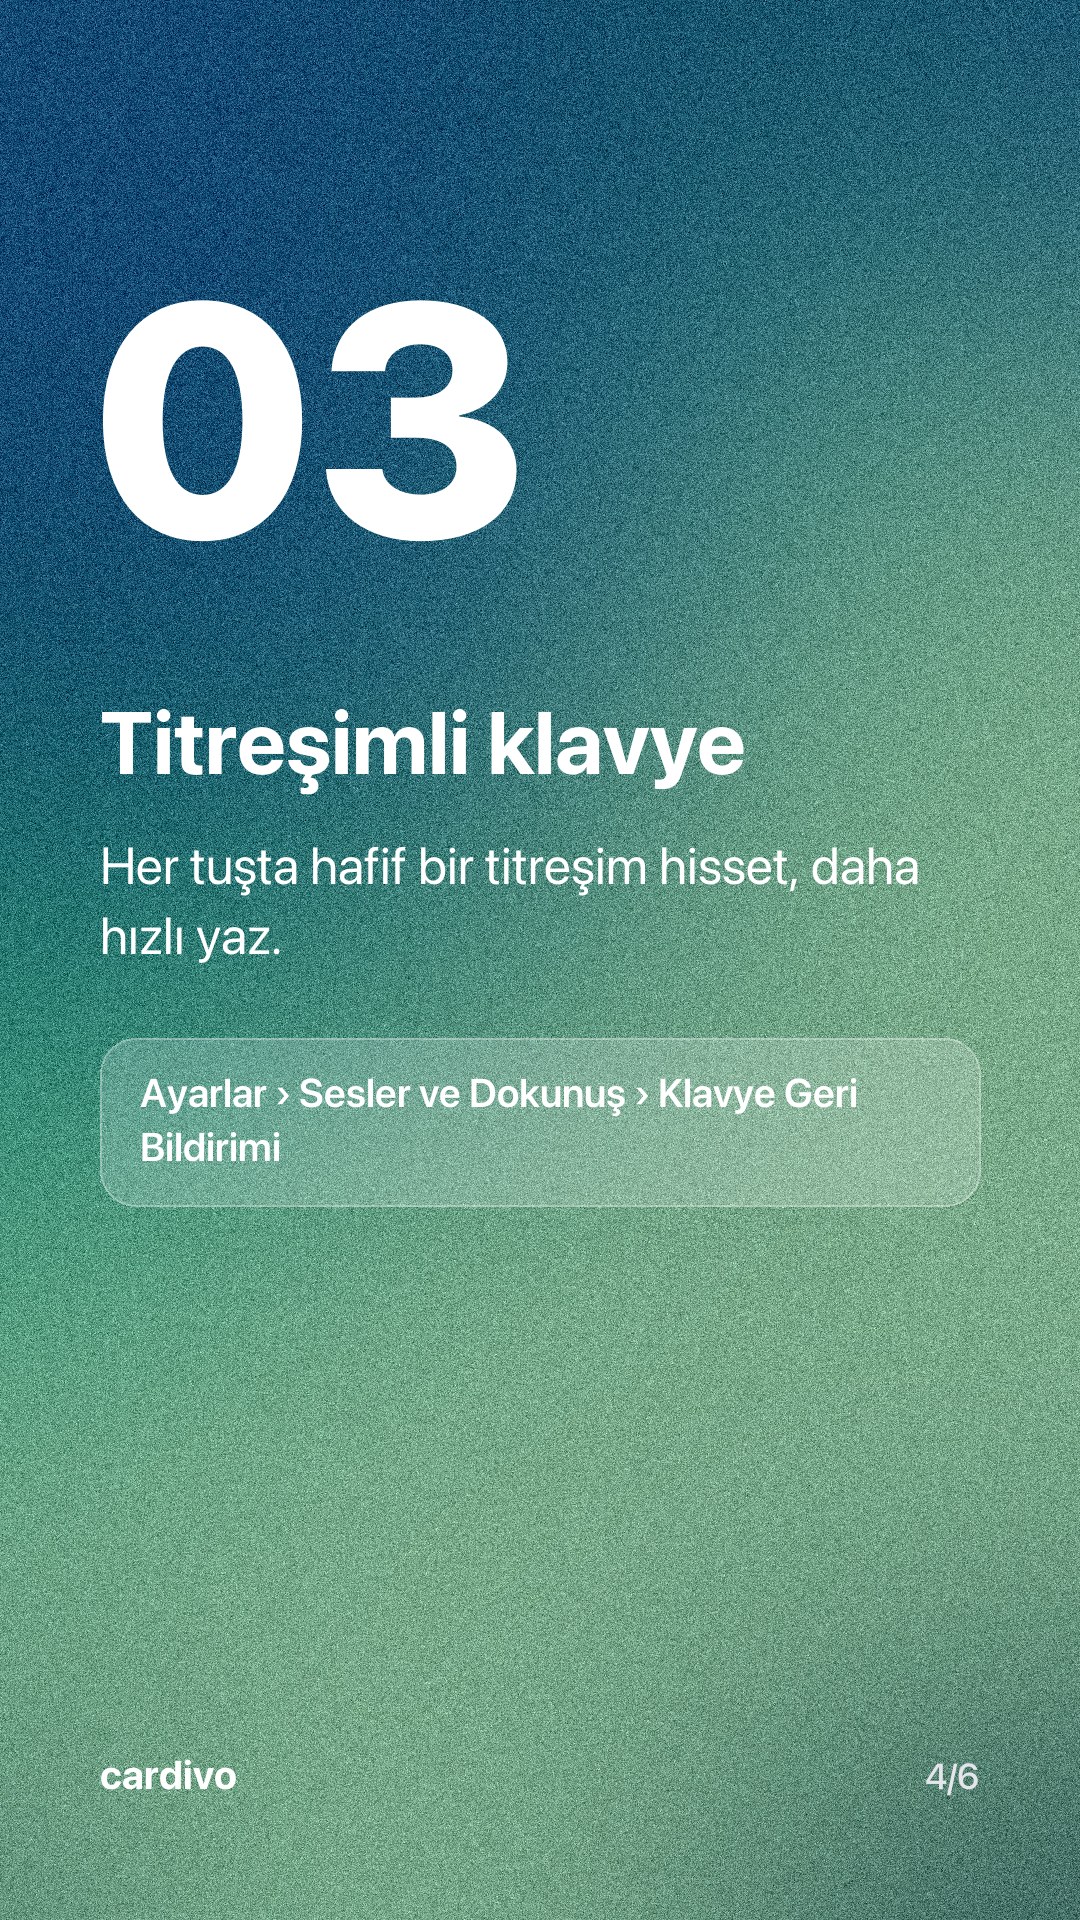 03
Titreşimli klavye
Her tuşta hafif bir titreşim hisset, daha
hızlı yaz.
Ayarlar › Sesler ve Dokunuş › Klavye Geri
Bildirimi
cardivo
4/6